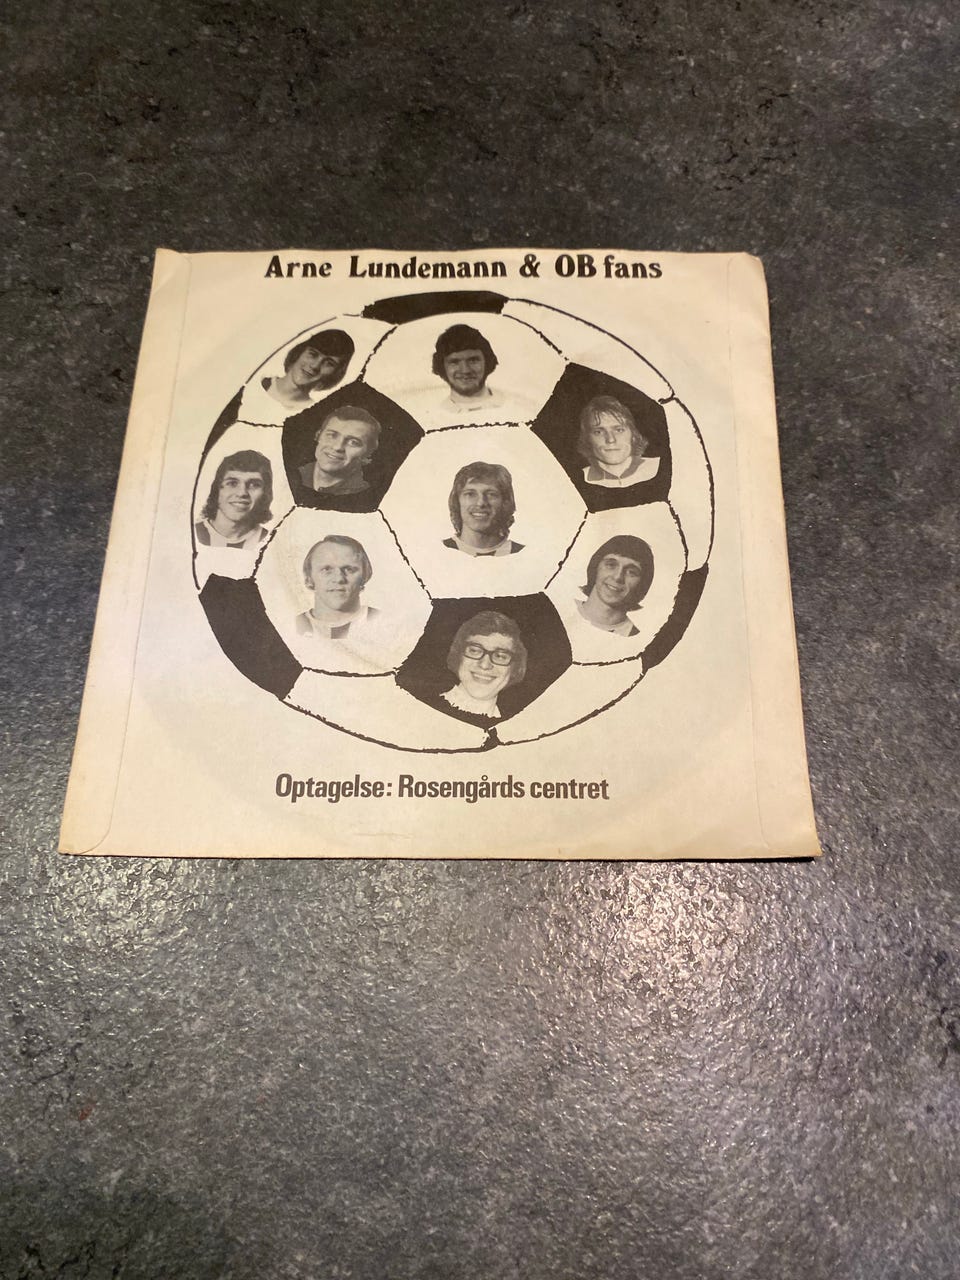 Arne Lundemann & OB fans
Optagelse: Rosengårds centret